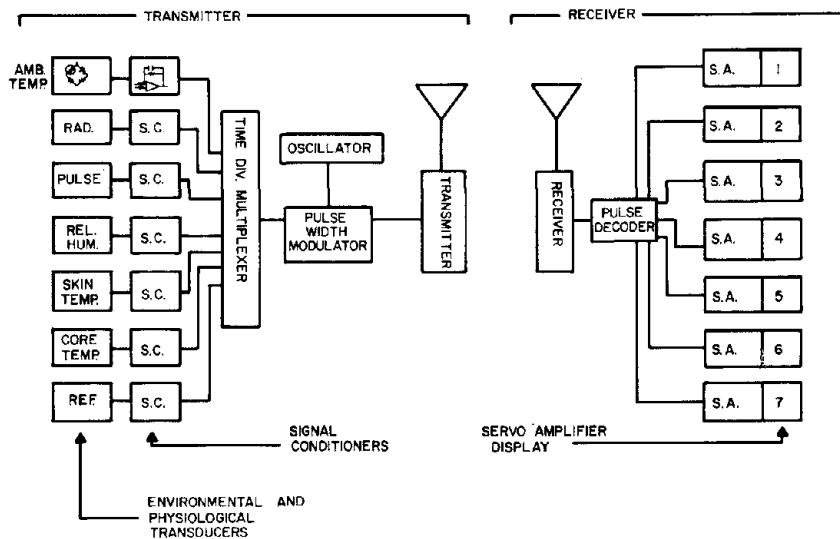 TRANSMITTER
RECEIVER
AMB.
TEMP.
RAD.
S.C.
PULSE
S.C.
REL.
HUM.
S.C.
SKIN
TEMP.
S.C.
CORE
TEMP.
S.C.
REF.
S.C.
TIME DIV. MULTIPLEXER
OSCILLATOR
PULSE
WIDTH
MODULATOR
TRANSMITTER
RECEIVER
PULSE
DECODER
S.A. 1
S.A. 2
S.A. 3
S.A. 4
S.A. 5
S.A. 6
S.A. 7
SIGNAL
CONDITIONERS
SERVO AMPLIFIER
DISPLAY
ENVIRONMENTAL AND
PHYSIOLOGICAL
TRANSDUCERS